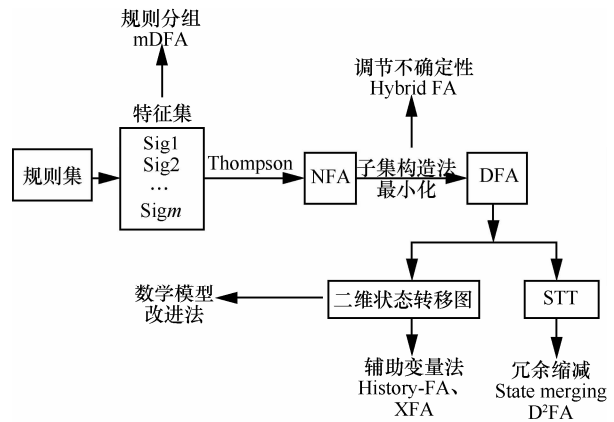 规则分组
mDFA
调节不确定性
Hybrid FA
特征集
规则集
Sig1
Sig2
…
Sigm
Thompson
NFA
子集构造法
最小化
DFA
数学模型
改进法
二维状态转移图
STT
辅助变量法
History-FA、
XFA
冗余缩减
State merging
D²FA